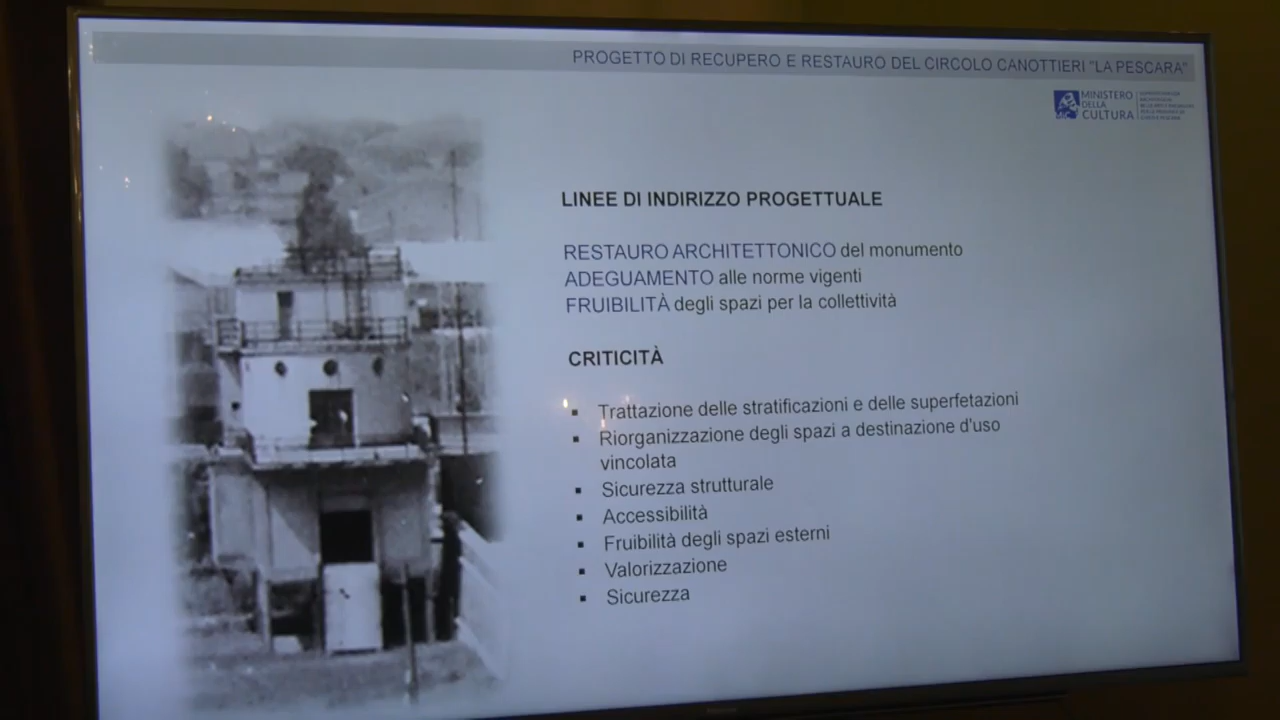 PROGETTO DI RECUPERO E RESTAURO DEL CIRCOLO CANOTTIERI "LA PESCARA"
MINISTERO
DELLA
CULTURA
LINEE DI INDIRIZZO PROGETTUALE
RESTAURO ARCHITETTONICO del monumento
ADEGUAMENTO alle norme vigenti
FRUIBILITÀ degli spazi per la collettività
CRITICITÀ
▪ Trattazione delle stratificazioni e delle superfetazioni
▪ Riorganizzazione degli spazi a destinazione d'uso
vincolata
▪ Sicurezza strutturale
▪ Accessibilità
▪ Fruibilità degli spazi esterni
▪ Valorizzazione
▪ Sicurezza